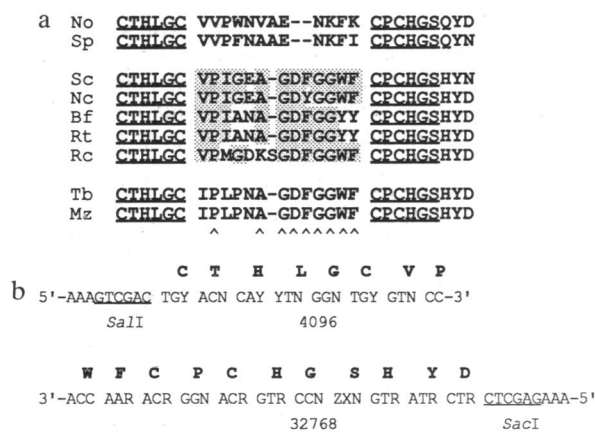 a
No CTHLGC VVPWNVAE--NKFK CPCHGSQYD
Sp CTHLGC VVPFNAAE--NKFI CPCHGSQYN
Sc CTHLGC VPIGEA-GDFGGWF CPCHGSHYN
Nc CTHLGC VPIGEA-GDYGGWF CPCHGSHYD
Bf CTHLGC VPIANA-GDFGGYY CPCHGSHYD
Rt CTHLGC VPIANA-GDFGGYY CPCHGSHYD
Rc CTHLGC VPMGDKSGDFGGWF CPCHGSHYD
Tb CTHLGC IPLPNA-GDFGGWF CPCHGSHYD
Mz CTHLGC IPLPNA-GDFGGWF CPCHGSHYD
^ ^ ^^^^^^^
C T H L G C V P
b 5'-AAAGTCGAC TGY ACN CAY YTN GGN TGY GTN CC-3'
SalI 4096
W F C P C H G S H Y D
3'-ACC AAR ACR GGN ACR GTR CCN ZXN GTR ATR CTR CTCGAGAAA-5'
32768 SacI